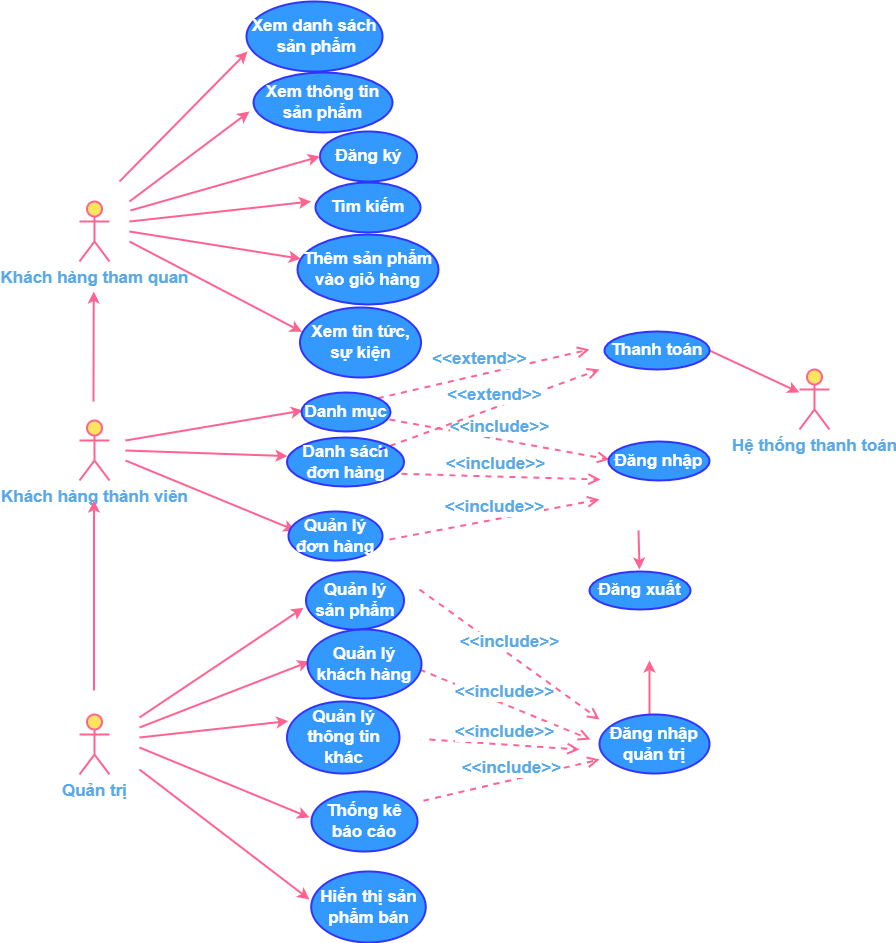 Xem danh sách
sản phẩm
Xem thông tin
sản phẩm
Đăng ký
Tìm kiếm
Khách hàng tham quan
Thêm sản phẩm
vào giỏ hàng
Xem tin tức,
sự kiện
<<extend>>
Thanh toán
<<extend>>
Danh mục
<<include>>
Hệ thống thanh toán
Danh sách
đơn hàng
<<include>>
Đăng nhập
Khách hàng thành viên
<<include>>
Quản lý
đơn hàng
Quản lý
sản phẩm
Đăng xuất
<<include>>
Quản lý
khách hàng
<<include>>
Quản lý
thông tin
khác
<<include>>
Đăng nhập
quản trị
<<include>>
Quản trị
Thống kê
báo cáo
Hiển thị sản
phẩm bán